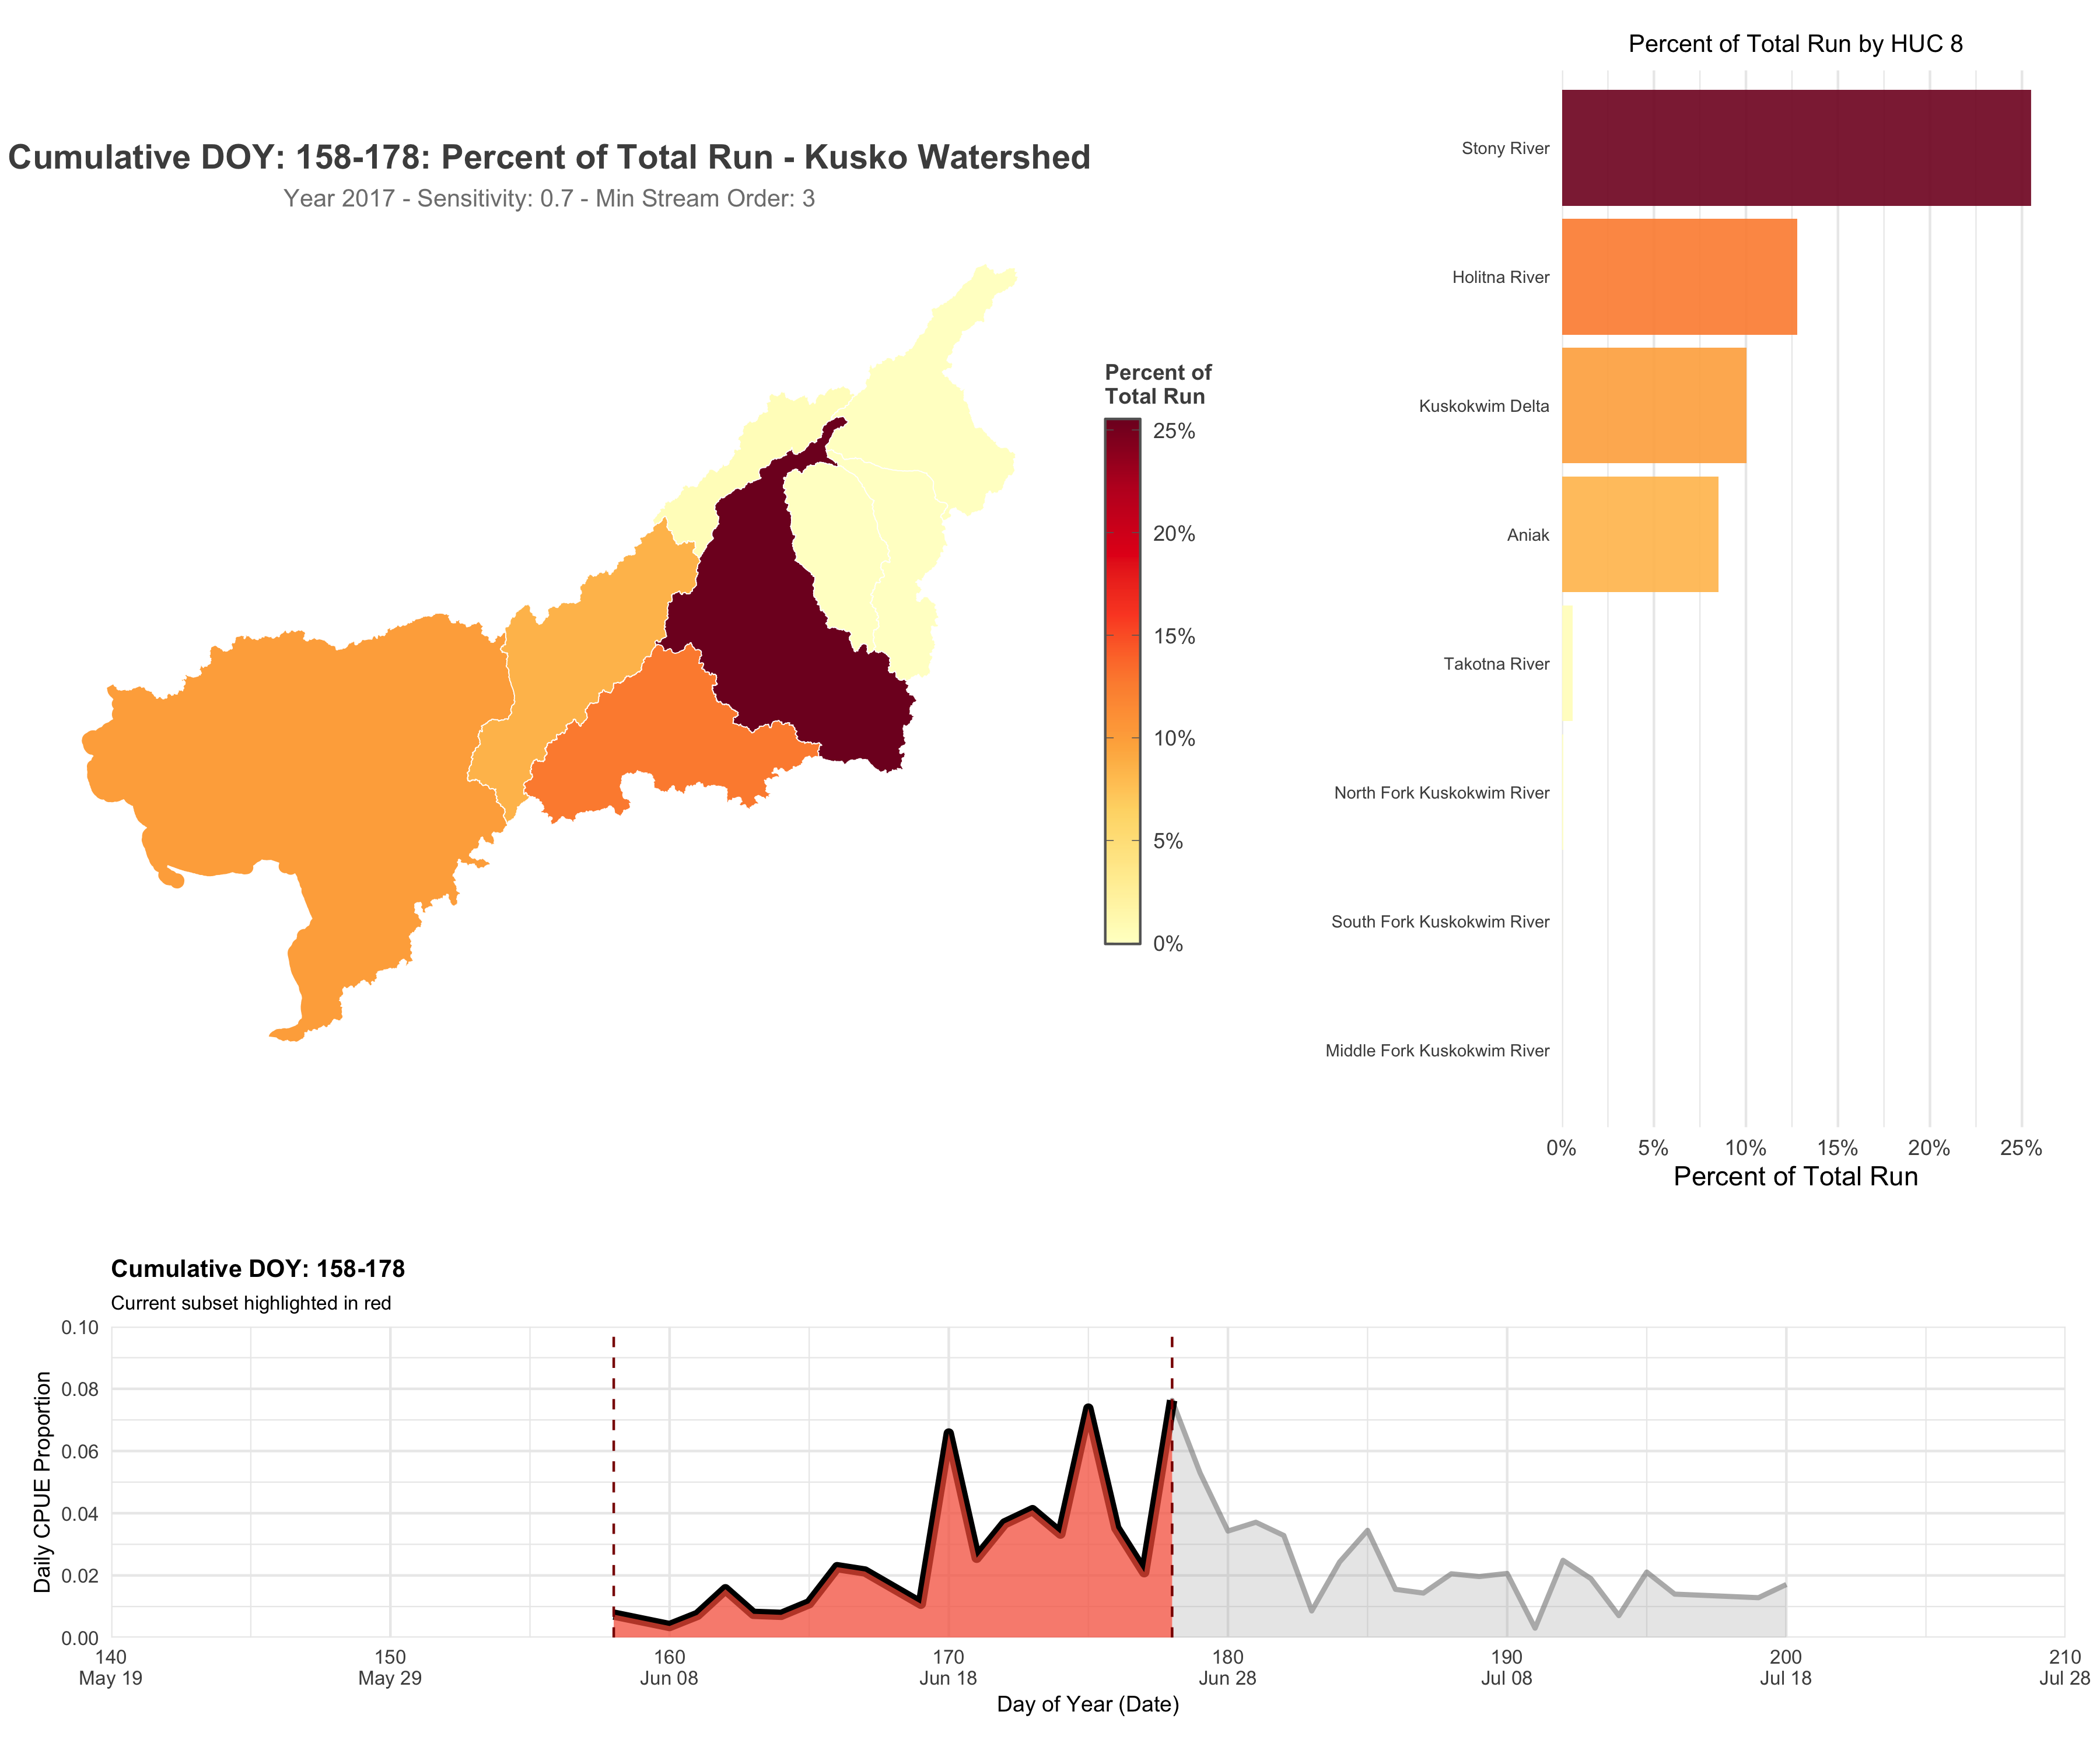 Cumulative DOY: 158-178: Percent of Total Run - Kusko Watershed
Year 2017 - Sensitivity: 0.7 - Min Stream Order: 3
Percent of
Total Run
25%
20%
15%
10%
5%
0%
Percent of Total Run by HUC 8
Stony River
Holitna River
Kuskokwim Delta
Aniak
Takotna River
North Fork Kuskokwim River
South Fork Kuskokwim River
Middle Fork Kuskokwim River
0% 5% 10% 15% 20% 25%
Percent of Total Run
Cumulative DOY: 158-178
Current subset highlighted in red
Daily CPUE Proportion
0.10
0.08
0.06
0.04
0.02
0.00
140 150 160 170 180 190 200 210
May 19 May 29 Jun 08 Jun 18 Jun 28 Jul 08 Jul 18 Jul 28
Day of Year (Date)